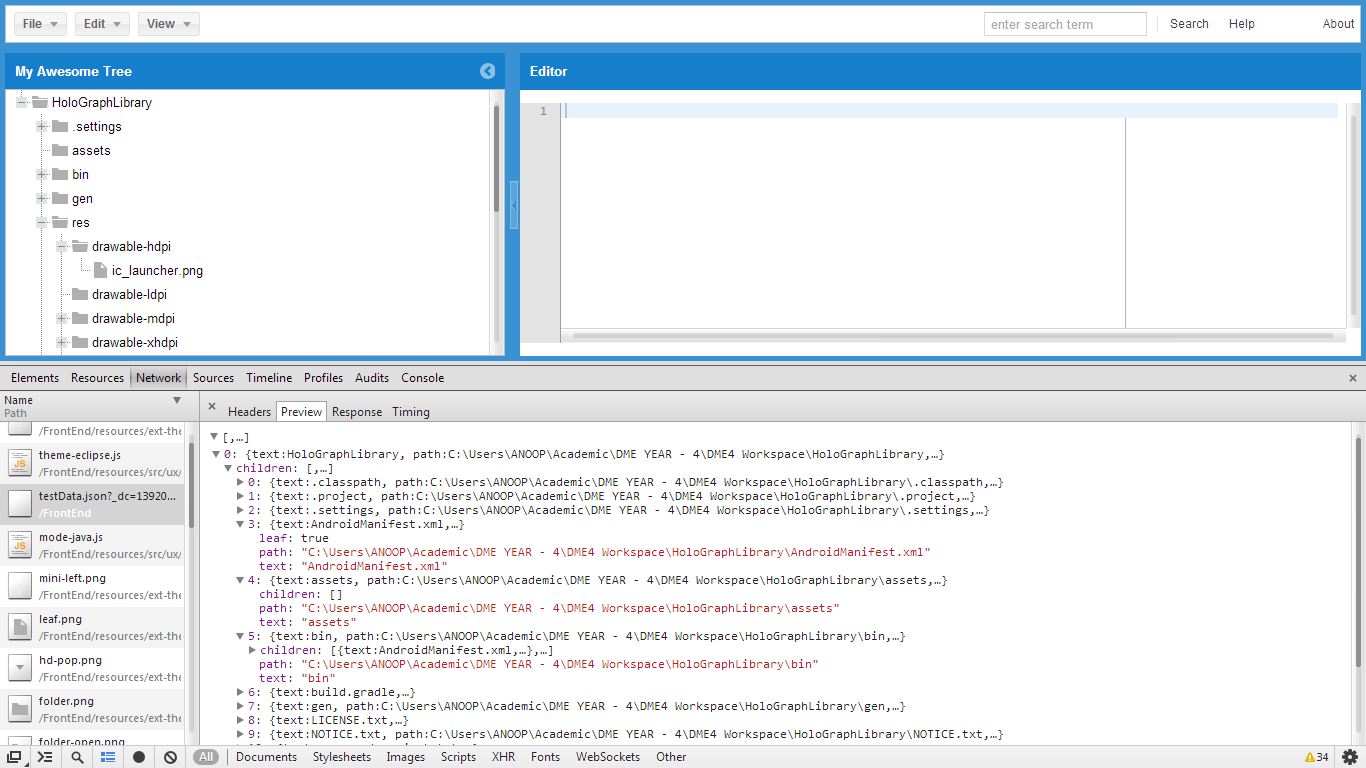 File Edit View enter search term Search Help About
My Awesome Tree
Editor
HoloGraphLibrary
.settings
assets
bin
gen
res
drawable-hdpi
ic_launcher.png
drawable-ldpi
drawable-mdpi
drawable-xhdpi
1
Elements Resources Network Sources Timeline Profiles Audits Console
Name
Path
/FrontEnd/resources/ext-the
theme-eclipse.js
/FrontEnd/resources/src/ux/
testData.json?_dc=13920...
/FrontEnd
mode-java.js
/FrontEnd/resources/src/ux/
mini-left.png
/FrontEnd/resources/ext-the
leaf.png
/FrontEnd/resources/ext-the
hd-pop.png
/FrontEnd/resources/ext-the
folder.png
/FrontEnd/resources/ext-the
folder-open.png
Headers Preview Response Timing
[,…]
0: {text:HoloGraphLibrary, path:C:\Users\ANOOP\Academic\DME YEAR - 4\DME4 Workspace\HoloGraphLibrary,…}
children: [,…]
0: {text:.classpath, path:C:\Users\ANOOP\Academic\DME YEAR - 4\DME4 Workspace\HoloGraphLibrary\.classpath,…}
1: {text:.project, path:C:\Users\ANOOP\Academic\DME YEAR - 4\DME4 Workspace\HoloGraphLibrary\.project,…}
2: {text:.settings, path:C:\Users\ANOOP\Academic\DME YEAR - 4\DME4 Workspace\HoloGraphLibrary\.settings,…}
3: {text:AndroidManifest.xml,…}
leaf: true
path: "C:\Users\ANOOP\Academic\DME YEAR - 4\DME4 Workspace\HoloGraphLibrary\AndroidManifest.xml"
text: "AndroidManifest.xml"
4: {text:assets, path:C:\Users\ANOOP\Academic\DME YEAR - 4\DME4 Workspace\HoloGraphLibrary\assets,…}
children: []
path: "C:\Users\ANOOP\Academic\DME YEAR - 4\DME4 Workspace\HoloGraphLibrary\assets"
text: "assets"
5: {text:bin, path:C:\Users\ANOOP\Academic\DME YEAR - 4\DME4 Workspace\HoloGraphLibrary\bin,…}
children: [{text:AndroidManifest.xml,…},…]
path: "C:\Users\ANOOP\Academic\DME YEAR - 4\DME4 Workspace\HoloGraphLibrary\bin"
text: "bin"
6: {text:build.gradle,…}
7: {text:gen, path:C:\Users\ANOOP\Academic\DME YEAR - 4\DME4 Workspace\HoloGraphLibrary\gen,…}
8: {text:LICENSE.txt,…}
9: {text:NOTICE.txt, path:C:\Users\ANOOP\Academic\DME YEAR - 4\DME4 Workspace\HoloGraphLibrary\NOTICE.txt,…}
All Documents Stylesheets Images Scripts XHR Fonts WebSockets Other 34